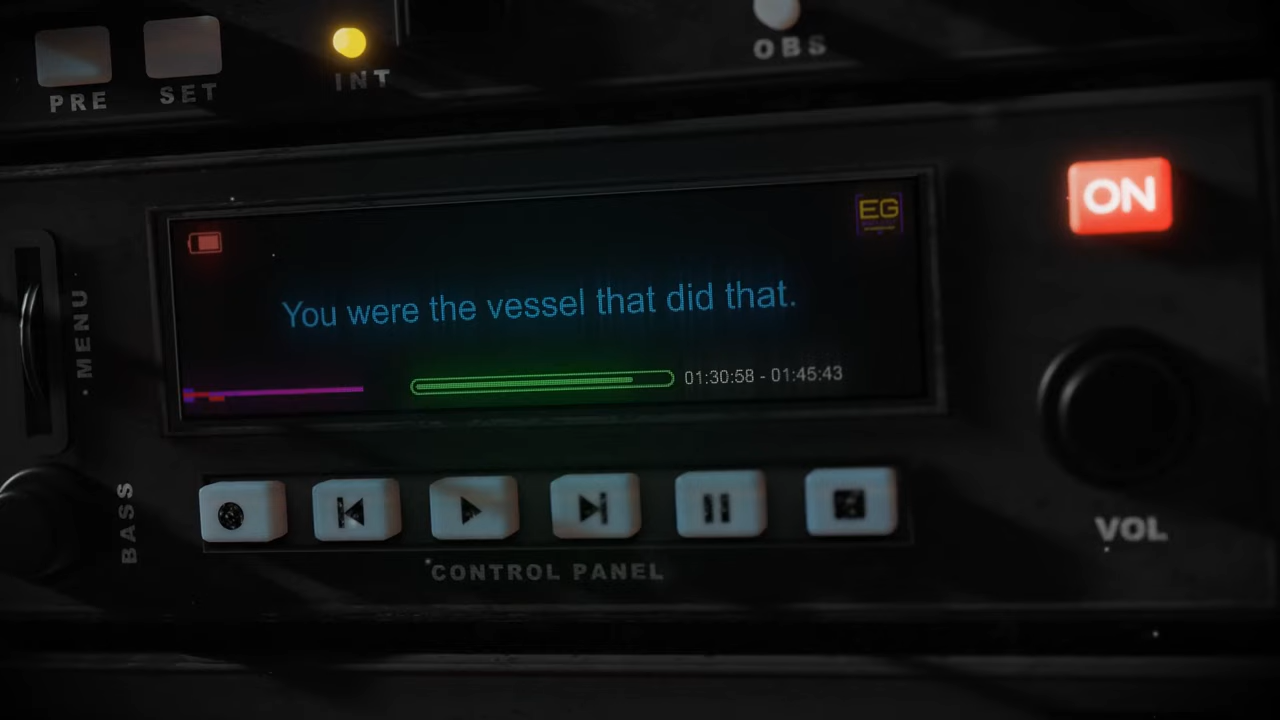 PRE
SET
INT
OBS
ON
EG
You were the vessel that did that.
01:30:58 - 01:45:43
MENU
BASS
VOL
CONTROL PANEL